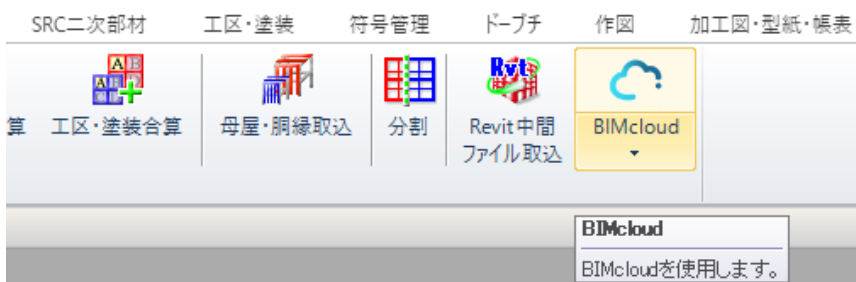 SRC二次部材 工区・塗装 符号管理 ドーブチ 作図 加工図・型紙・帳表
算 工区・塗装合算 母屋・胴縁取込 分割 Revit中間 BIMcloud
ファイル取込
BIMcloud
BIMcloudを使用します。